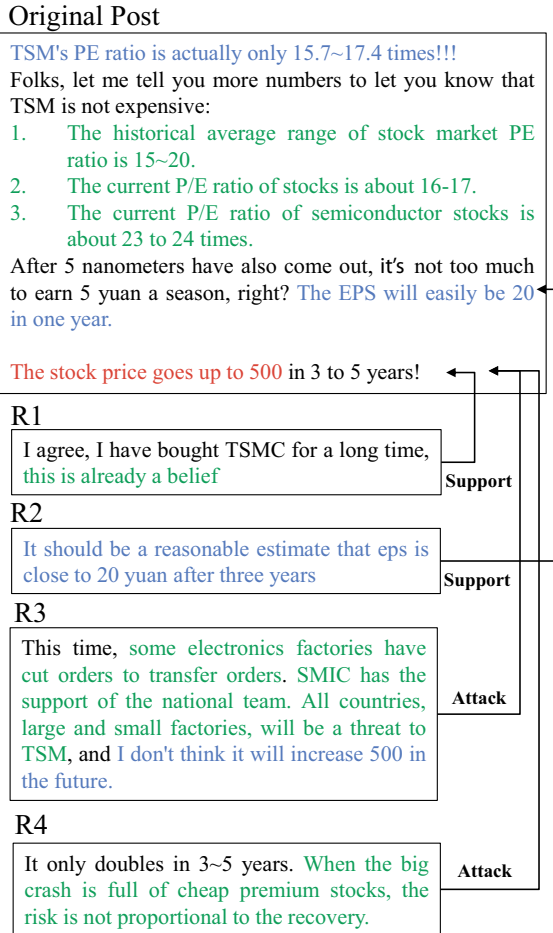 Original Post
TSM's PE ratio is actually only 15.7~17.4 times!!!
Folks, let me tell you more numbers to let you know that
TSM is not expensive:
1. The historical average range of stock market PE
ratio is 15~20.
2. The current P/E ratio of stocks is about 16-17.
3. The current P/E ratio of semiconductor stocks is
about 23 to 24 times.
After 5 nanometers have also come out, it's not too much
to earn 5 yuan a season, right? The EPS will easily be 20
in one year.
The stock price goes up to 500 in 3 to 5 years!
R1
I agree, I have bought TSMC for a long time,
this is already a belief
Support
R2
It should be a reasonable estimate that eps is
close to 20 yuan after three years
Support
R3
This time, some electronics factories have
cut orders to transfer orders. SMIC has the
support of the national team. All countries,
large and small factories, will be a threat to
TSM, and I don't think it will increase 500 in
the future.
Attack
R4
It only doubles in 3~5 years. When the big
crash is full of cheap premium stocks, the
risk is not proportional to the recovery.
Attack